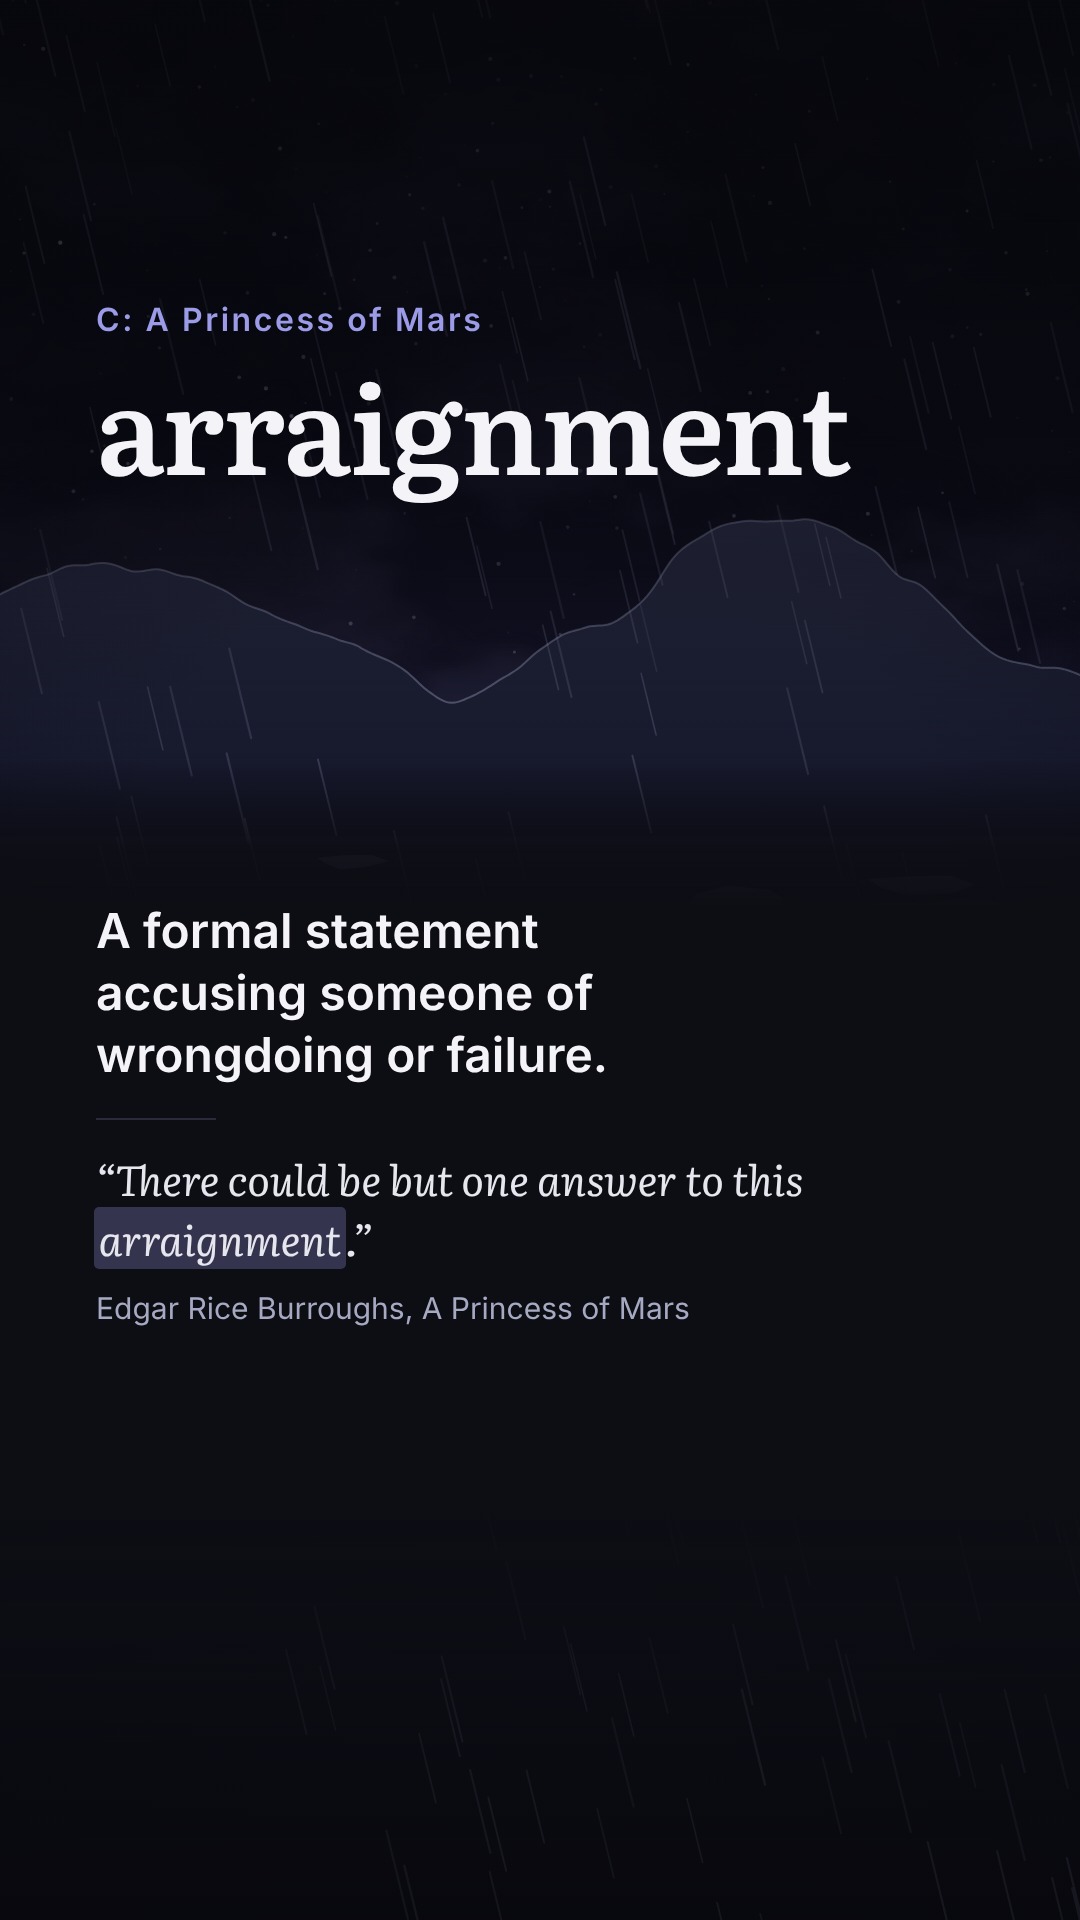 C: A Princess of Mars
arraignment
A formal statement
accusing someone of
wrongdoing or failure.
“There could be but one answer to this
arraignment.”
Edgar Rice Burroughs, A Princess of Mars